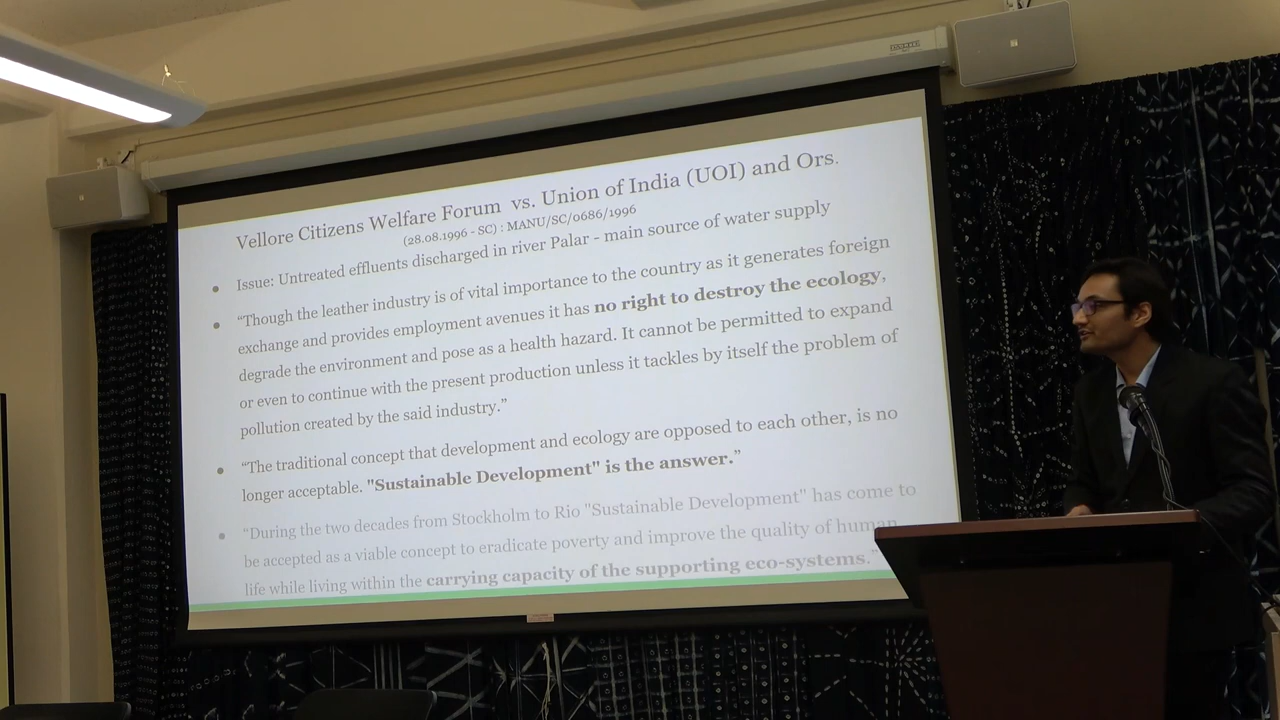 Vellore Citizens Welfare Forum vs. Union of India (UOI) and Ors.
(28.08.1996 - SC) : MANU/SC/0686/1996
• Issue: Untreated effluents discharged in river Palar - main source of water supply
• “Though the leather industry is of vital importance to the country as it generates foreign
exchange and provides employment avenues it has no right to destroy the ecology,
degrade the environment and pose as a health hazard. It cannot be permitted to expand
or even to continue with the present production unless it tackles by itself the problem of
pollution created by the said industry.”
• “The traditional concept that development and ecology are opposed to each other, is no
longer acceptable. "Sustainable Development" is the answer.”
• “During the two decades from Stockholm to Rio "Sustainable Development" has come to
be accepted as a viable concept to eradicate poverty and improve the quality of human
life while living within the carrying capacity of the supporting eco-systems.”